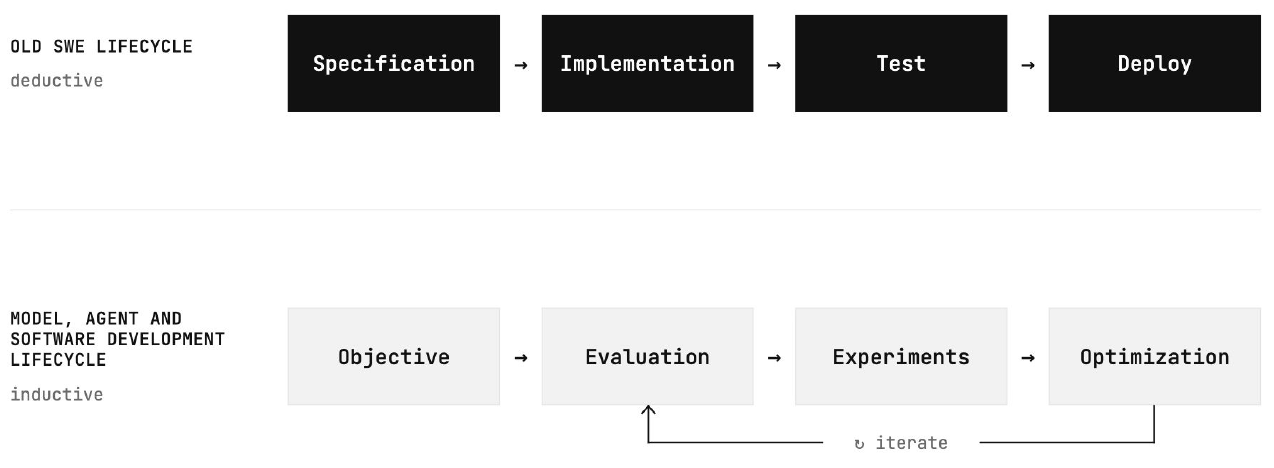 OLD SWE LIFECYCLE
deductive
Specification → Implementation → Test → Deploy
MODEL, AGENT AND
SOFTWARE DEVELOPMENT
LIFECYCLE
inductive
Objective → Evaluation → Experiments → Optimization
↻ iterate